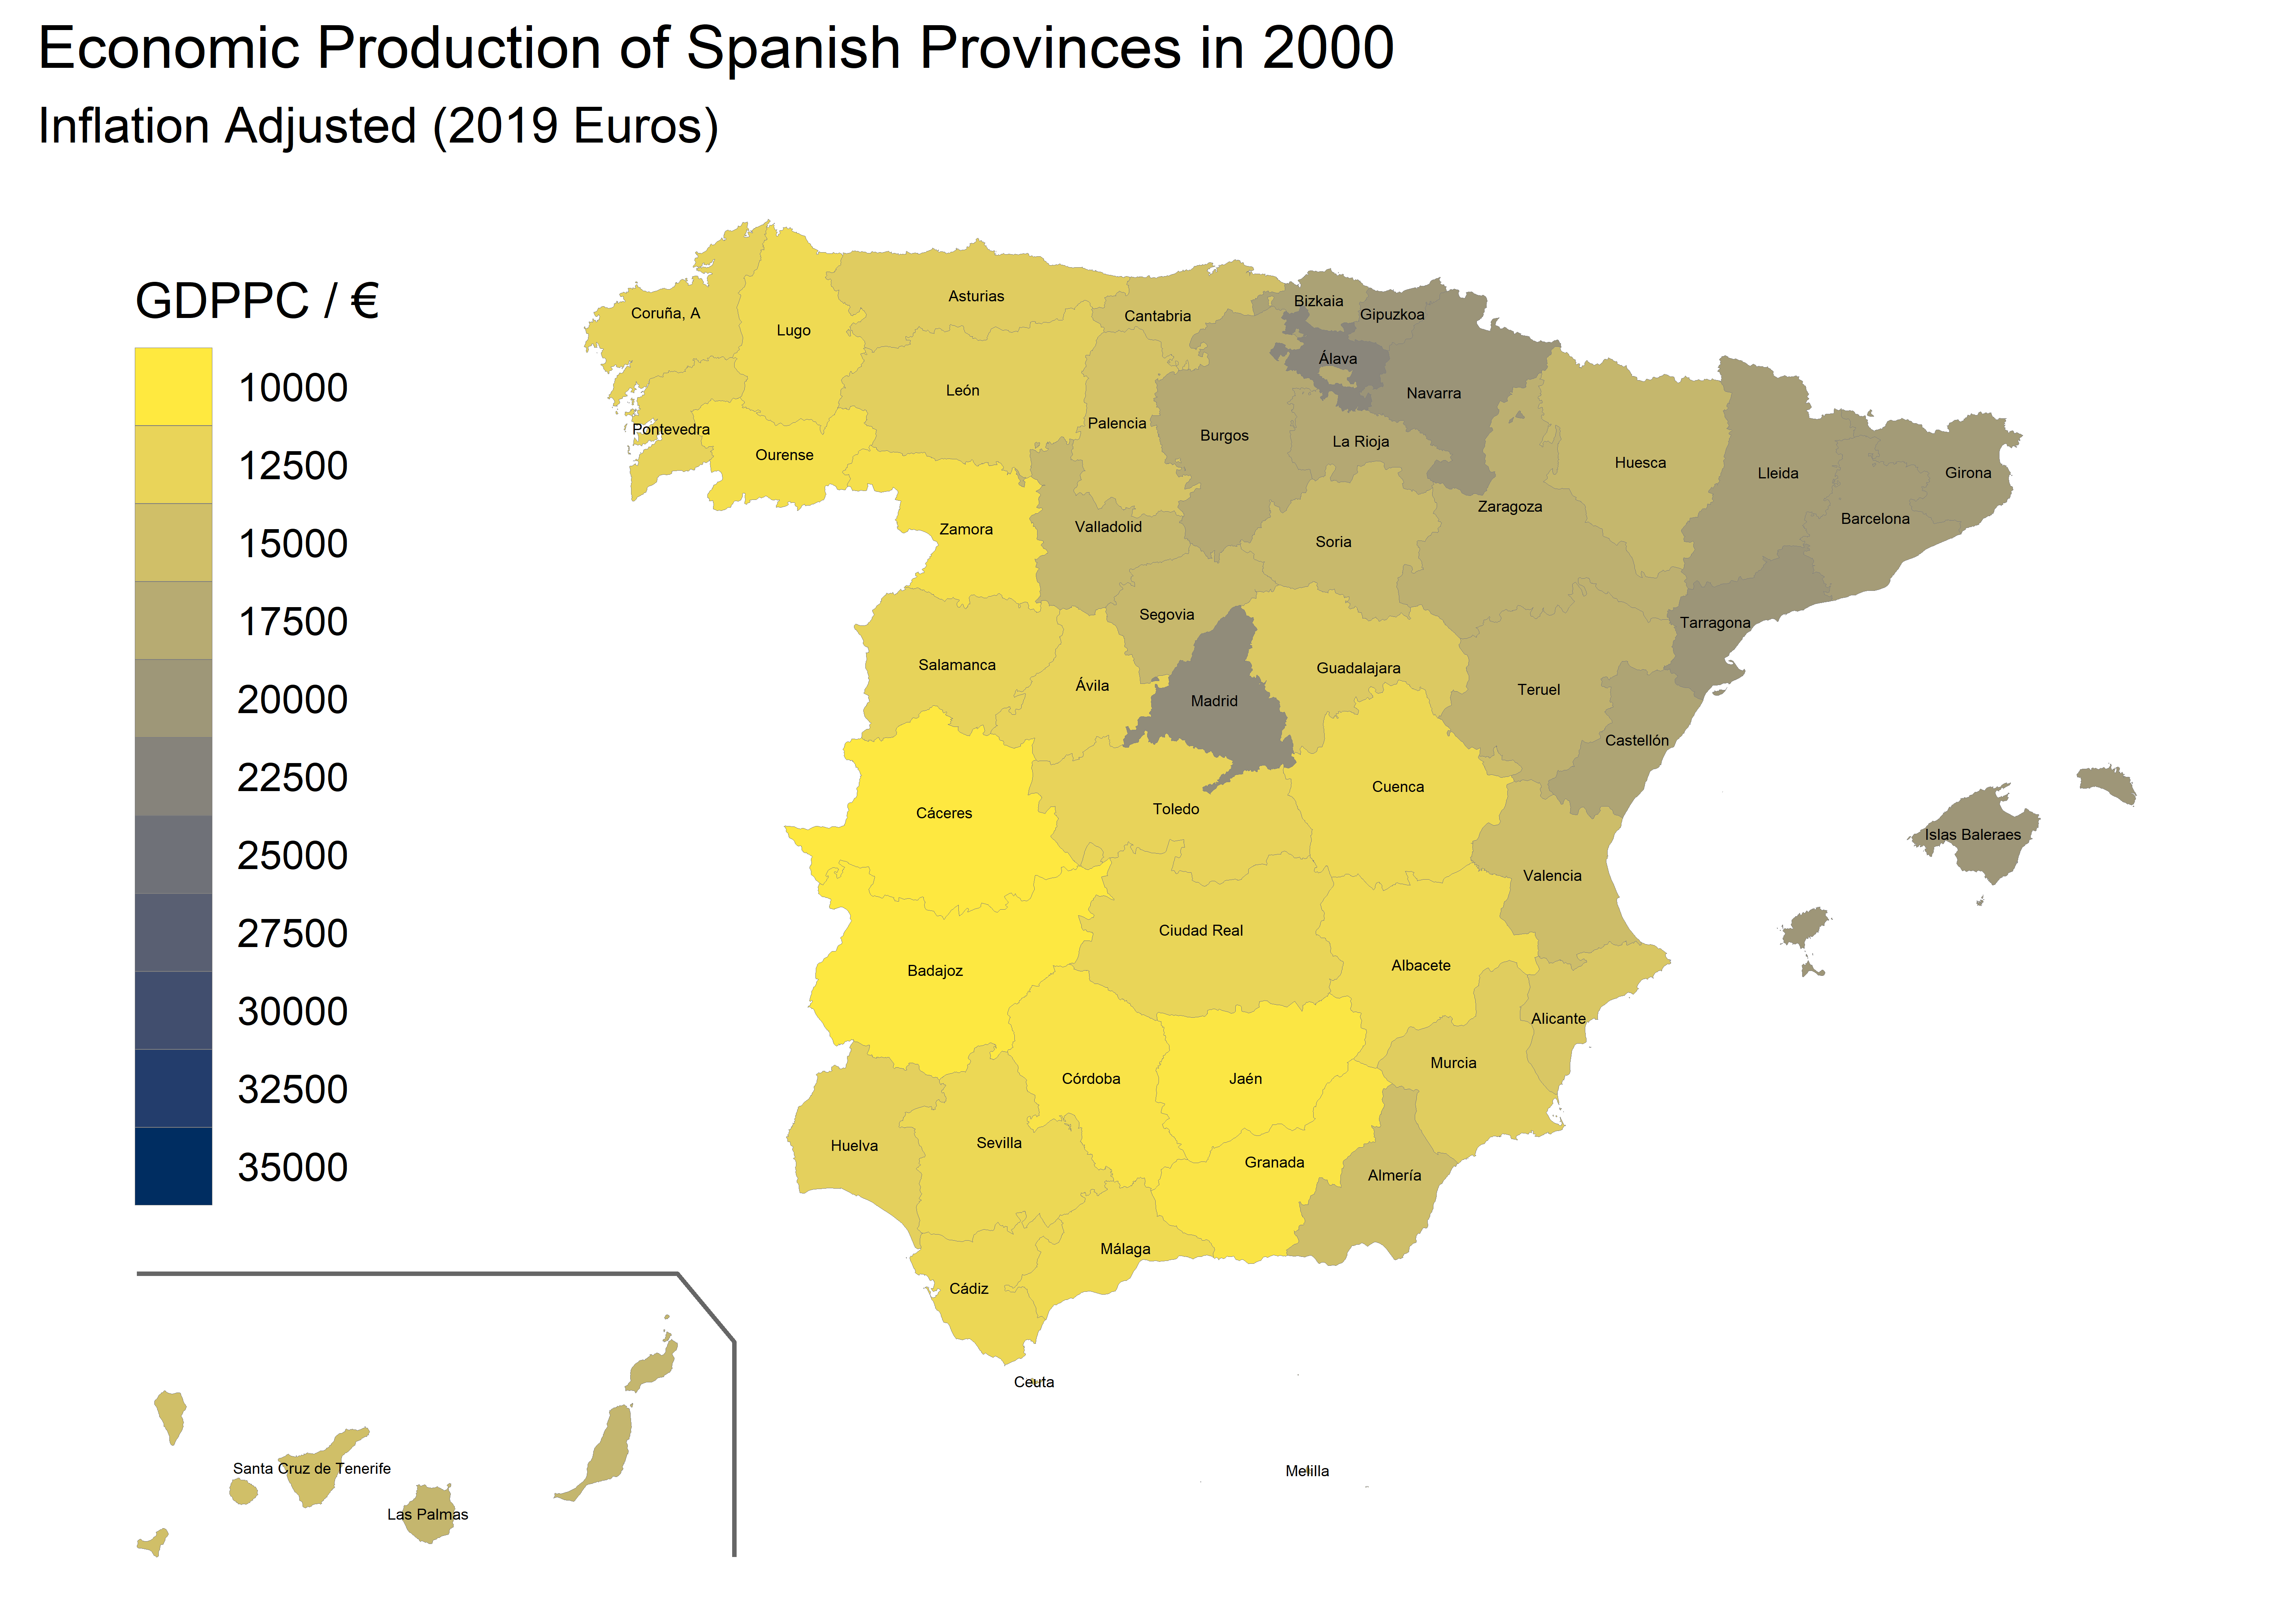 Economic Production of Spanish Provinces in 2000
Inflation Adjusted (2019 Euros)
GDPPC / €
10000
12500
15000
17500
20000
22500
25000
27500
30000
32500
35000
Coruña, A
Lugo
Asturias
Cantabria
Bizkaia
Gipuzkoa
Álava
Navarra
León
Palencia
Burgos
La Rioja
Pontevedra
Ourense
Huesca
Lleida
Girona
Barcelona
Zaragoza
Zamora
Valladolid
Soria
Segovia
Tarragona
Salamanca
Ávila
Madrid
Guadalajara
Teruel
Castellón
Cáceres
Toledo
Cuenca
Islas Baleraes
Valencia
Badajoz
Ciudad Real
Albacete
Alicante
Murcia
Córdoba
Jaén
Huelva
Sevilla
Granada
Almería
Málaga
Cádiz
Ceuta
Melilla
Santa Cruz de Tenerife
Las Palmas